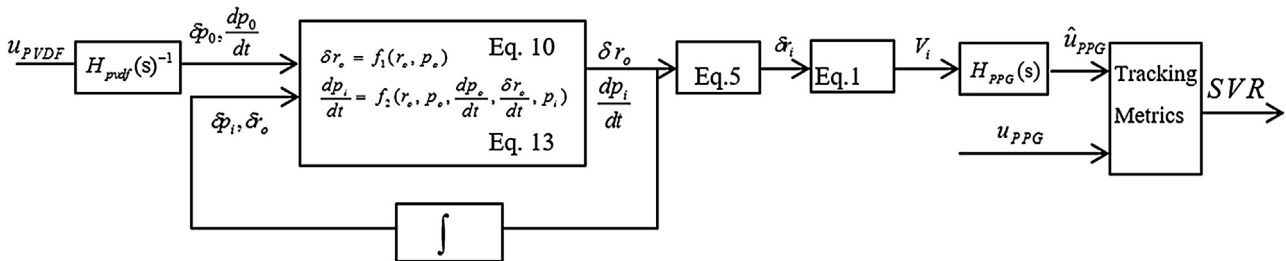 u_PVDF
H_pvdf(s)^-1
δp_0, dp_0/dt
Eq. 10
δr_o = f_1(r_o, p_o)
dp_i/dt = f_2(r_o, p_o, dp_o/dt, δr_o/dt, p_i)
Eq. 13
δp_i, δr_o
∫
δr_o
dp_i/dt
Eq.5
δr_i
Eq.1
V_i
H_PPG(s)
û_PPG
u_PPG
Tracking
Metrics
SVR